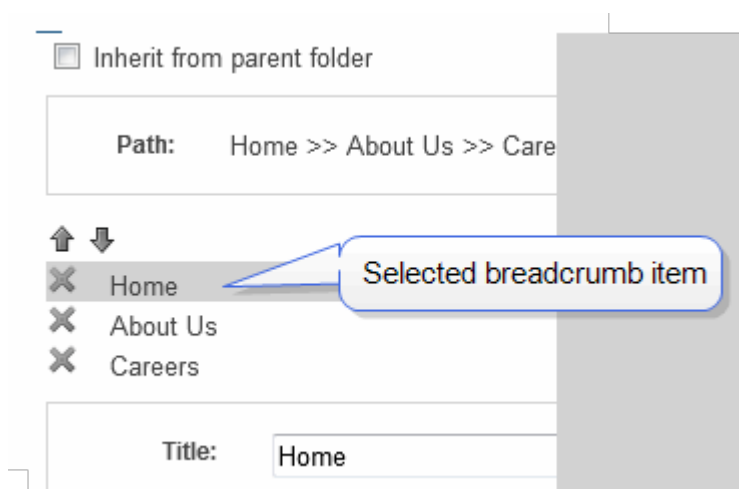 Inherit from parent folder
Path: Home >> About Us >> Care
Home
Selected breadcrumb item
About Us
Careers
Title: Home